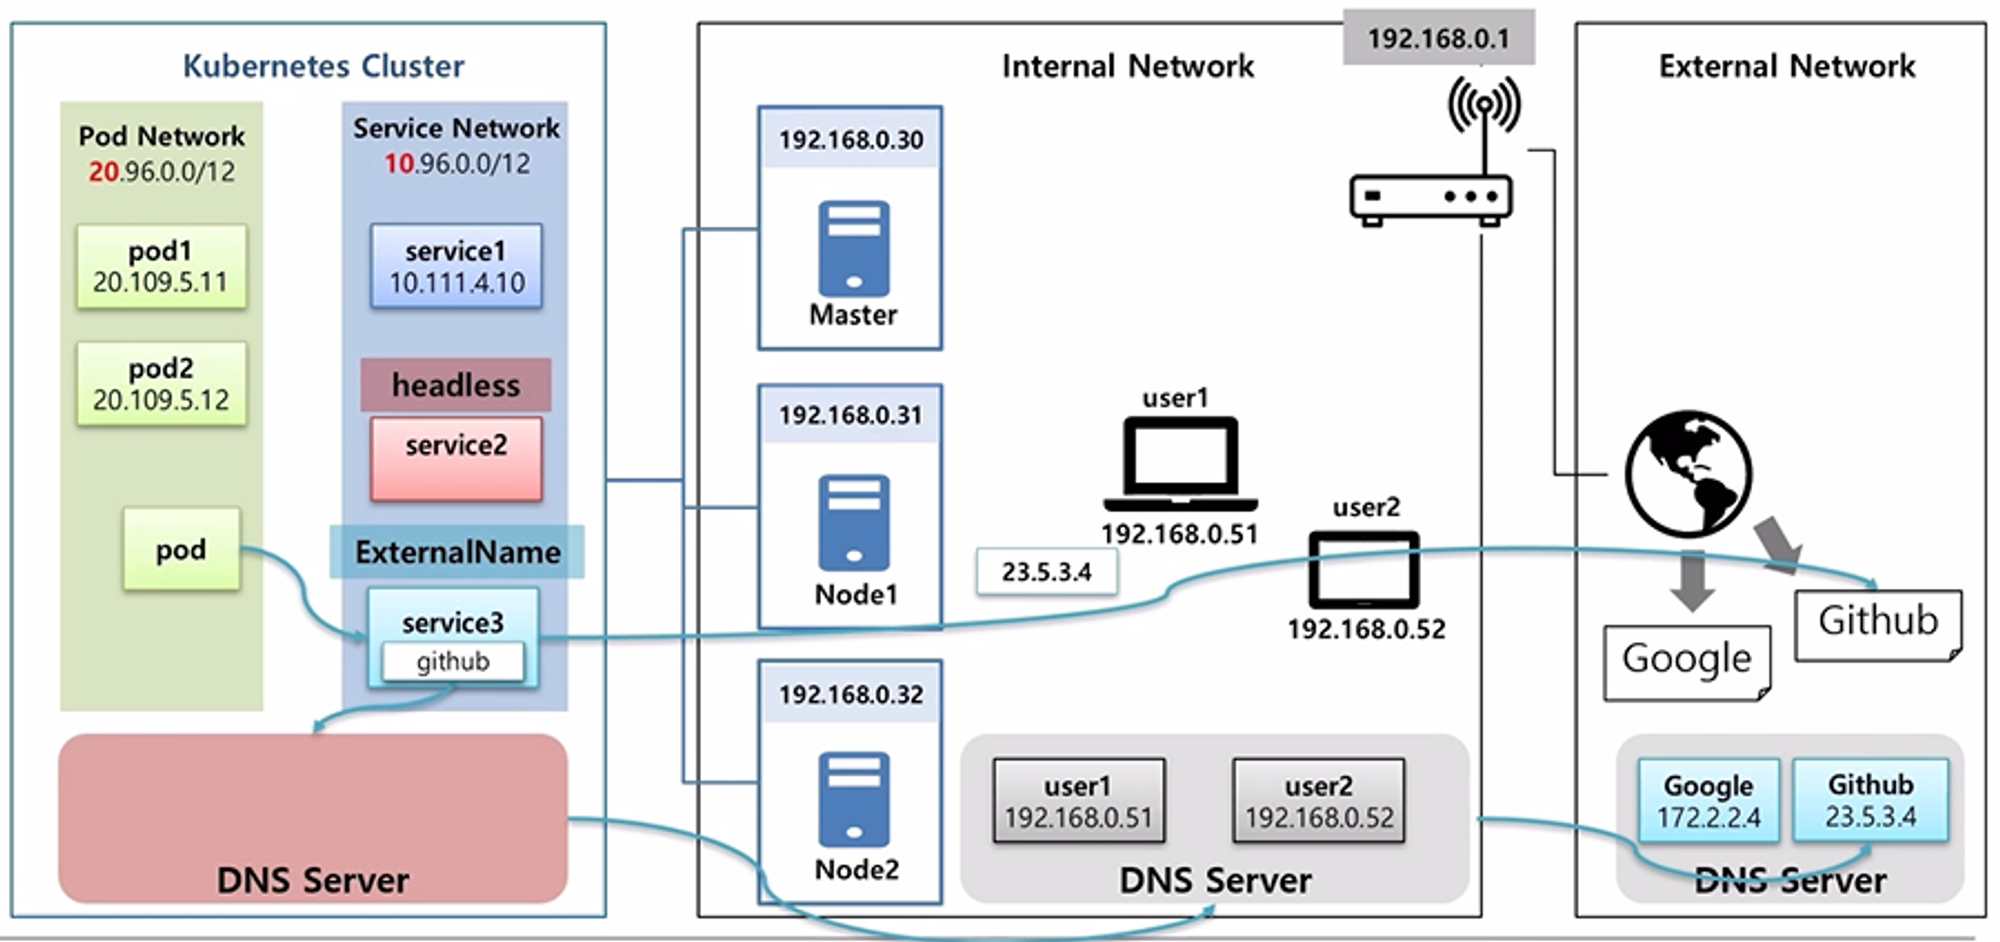 Kubernetes Cluster
Pod Network
20.96.0.0/12
pod1
20.109.5.11
pod2
20.109.5.12
pod
Service Network
10.96.0.0/12
service1
10.111.4.10
headless
service2
ExternalName
service3
github
DNS Server
Internal Network
192.168.0.1
192.168.0.30
Master
192.168.0.31
Node1
192.168.0.32
Node2
user1
192.168.0.51
user2
192.168.0.52
23.5.3.4
user1
192.168.0.51
user2
192.168.0.52
DNS Server
External Network
Google
Github
Google
172.2.2.4
Github
23.5.3.4
DNS Server